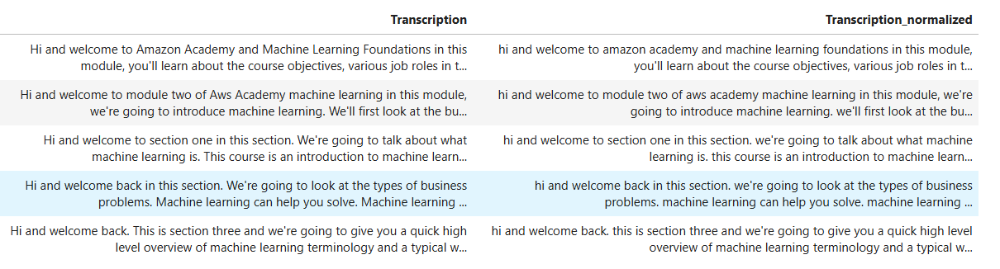 Transcription Transcription_normalized
Hi and welcome to Amazon Academy and Machine Learning Foundations in this
module, you'll learn about the course objectives, various job roles in t...
hi and welcome to amazon academy and machine learning foundations in this module,
you'll learn about the course objectives, various job roles in t...
Hi and welcome to module two of Aws Academy machine learning in this module,
we're going to introduce machine learning. We'll first look at the bu...
hi and welcome to module two of aws academy machine learning in this module, we're
going to introduce machine learning. we'll first look at the bu...
Hi and welcome to section one in this section. We're going to talk about what
machine learning is. This course is an introduction to machine learn...
hi and welcome to section one in this section. we're going to talk about what machine
learning is. this course is an introduction to machine learn...
Hi and welcome back in this section. We're going to look at the types of business
problems. Machine learning can help you solve. Machine learning ...
hi and welcome back in this section. we're going to look at the types of business
problems. machine learning can help you solve. machine learning ...
Hi and welcome back. This is section three and we're going to give you a quick high
level overview of machine learning terminology and a typical w...
hi and welcome back. this is section three and we're going to give you a quick high level
overview of machine learning terminology and a typical w...